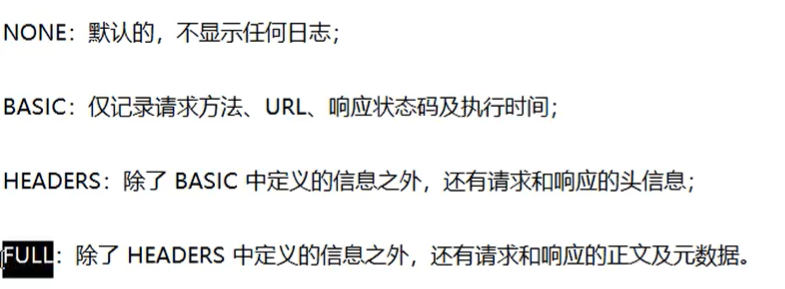 NONE：默认的，不显示任何日志；
BASIC：仅记录请求方法、URL、响应状态码及执行时间；
HEADERS：除了 BASIC 中定义的信息之外，还有请求和响应的头信息；
FULL：除了 HEADERS 中定义的信息之外，还有请求和响应的正文及元数据。